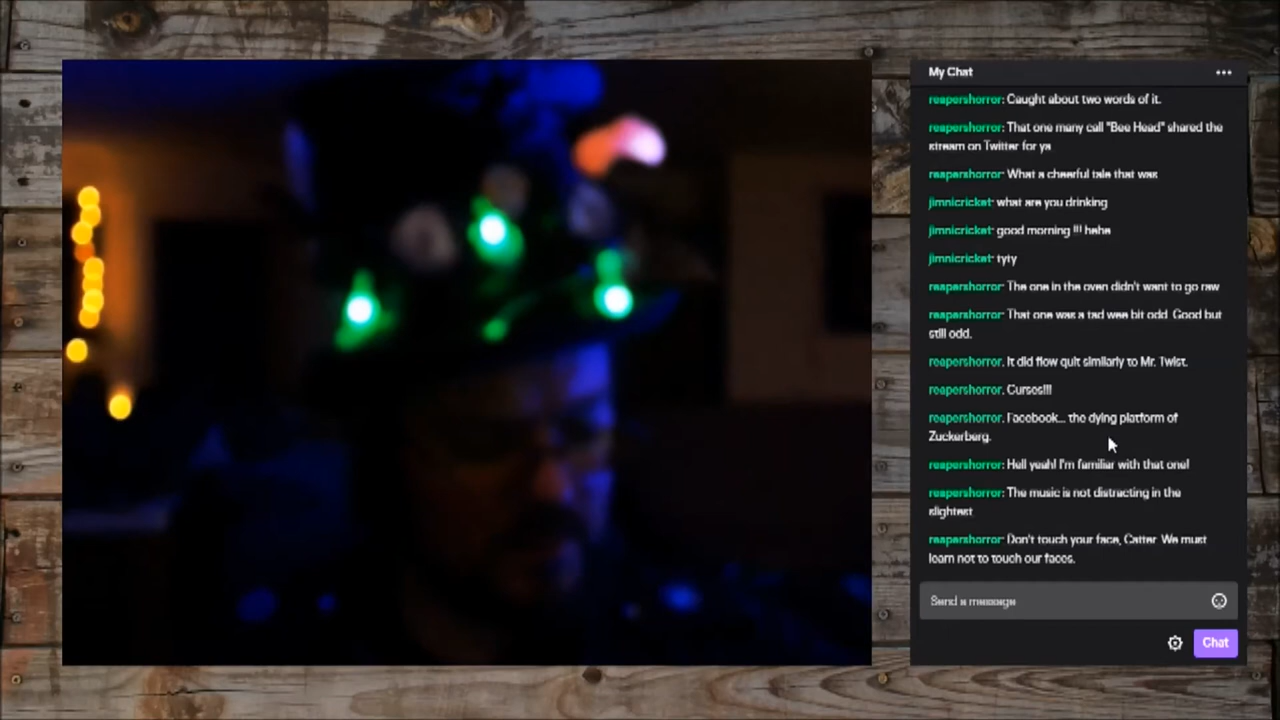 My Chat
reapershorror: Caught about two words of it.
reapershorror: That one many call "Bee Head" shared the
stream on Twitter for ya
reapershorror: What a cheerful tale that was
jimnicricket: what are you drinking
jimnicricket: good morning !!! hehe
jimnicricket: tyty
reapershorror: The one in the oven didn't want to go raw
reapershorror: That one was a tad wee bit odd. Good but
still odd.
reapershorror: It did flow quit similarly to Mr. Twist.
reapershorror: Curses!!!
reapershorror: Facebook... the dying platform of
Zuckerberg.
reapershorror: Hell yeah! I'm familiar with that one!
reapershorror: The music is not distracting in the
slightest
reapershorror: Don't touch your face, Catter. We must
learn not to touch our faces.
Send a message
Chat